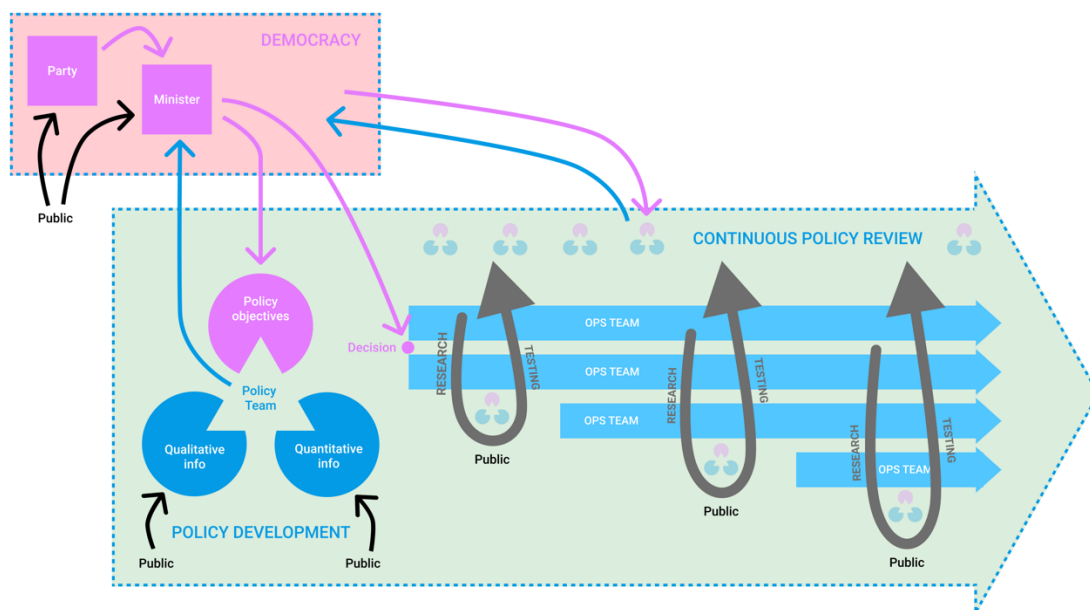 DEMOCRACY
Party
Minister
Public
CONTINUOUS POLICY REVIEW
Policy
objectives
Decision
Policy
Team
Qualitative
info
Quantitative
info
POLICY DEVELOPMENT
Public
Public
OPS TEAM
OPS TEAM
OPS TEAM
OPS TEAM
RESEARCH
TESTING
Public
RESEARCH
TESTING
Public
RESEARCH
TESTING
Public